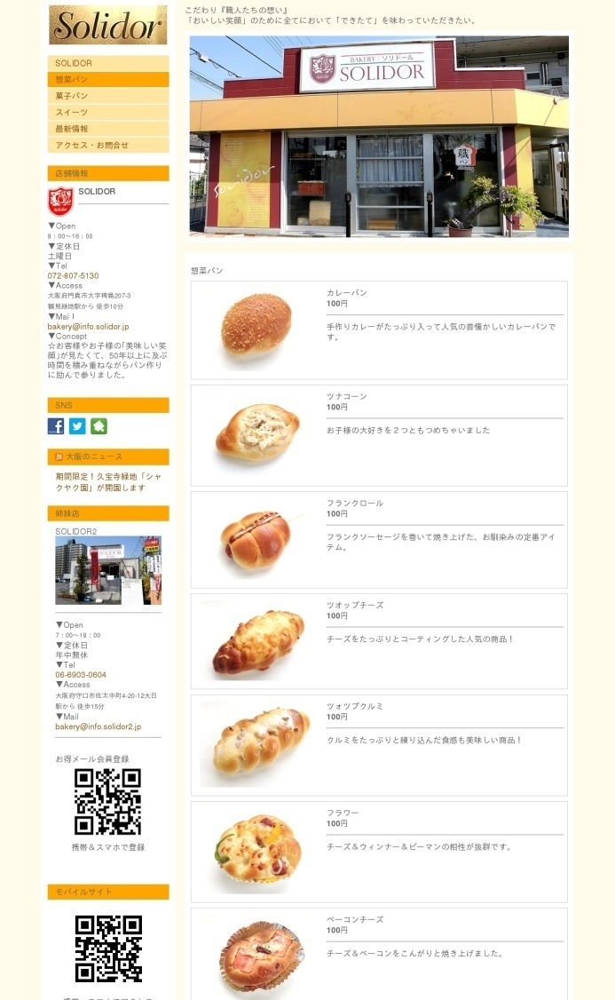 Solidor
SOLIDOR
惣菜パン
菓子パン
スイーツ
最新情報
アクセス・お問合せ
店舗情報
SOLIDOR
▼Open
8：00～16：00
▼定休日
土曜日
▼Tel
072-807-5130
▼Access
大阪府門真市大字稗島207-3
鶴見緑地駅から 徒歩10分
▼Maiｌ
bakery@info.solidor.jp
▼Concept
☆お客様やお子様の｢美味しい笑
顔｣が見たくて、50年以上に及ぶ
時間を積み重ねながらパン作り
に励んで参りました。
SNS
大阪のニュース
期間限定！久宝寺緑地「シャ
クヤク園」が開園します
姉妹店
SOLIDOR2
▼Open
7：00～18：00
▼定休日
年中無休
▼Tel
06-6903-0604
▼Access
大阪府守口市佐太中町4-20-12大日
駅から 徒歩15分
▼Mail
bakery@info.solidor2.jp
お得メール会員登録
携帯＆スマホで登録
モバイルサイト
こだわり『職人たちの想い』
「おいしい笑顔」のために全てにおいて「できたて」を味わっていただきたい。
BAKERY ソリドール
SOLIDOR
Solidor
職
パン
惣菜パン
カレーパン
100円
手作りカレーがたっぷり入って人気の昔懐かしいカレーパンで
す。
ツナコーン
100円
お子様の大好きを２つともつめちゃいました
フランクロール
100円
フランクソーセージを巻いて焼き上げた、お馴染みの定番アイ
テム。
ツオップチーズ
100円
チーズをたっぷりとコーティングした人気の商品！
ツォップクルミ
100円
クルミをたっぷりと練り込んだ食感も美味しい商品！
フラワー
100円
チーズ＆ウィンナー＆ピーマンの相性が抜群です。
ベーコンチーズ
100円
チーズ＆ベーコンをこんがりと焼き上げました。